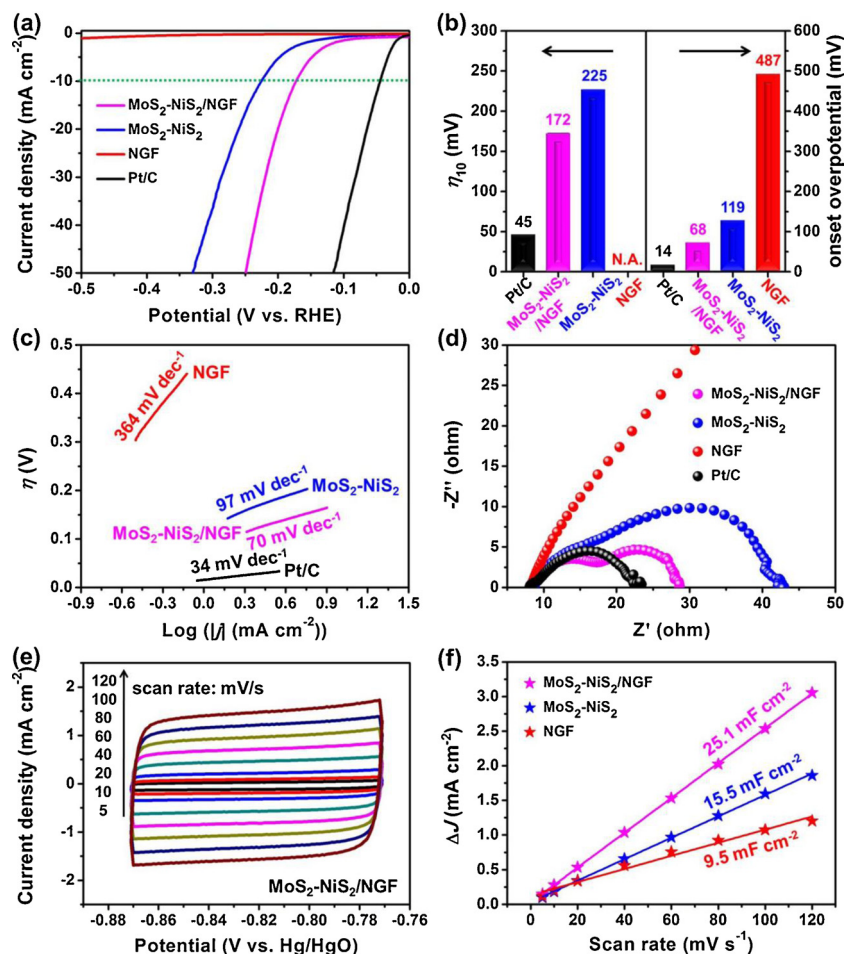 (a)
Current density (mA cm⁻²)
0
-10
-20
-30
-40
-50
MoS₂-NiS₂/NGF
MoS₂-NiS₂
NGF
Pt/C
-0.5 -0.4 -0.3 -0.2 -0.1 0.0
Potential (V vs. RHE)
(b)
η₁₀ (mV)
300
250
200
150
100
50
0
45
172
225
N.A.
14
68
119
487
Pt/C
MoS₂-NiS₂
/NGF
MoS₂-NiS₂
NGF
Pt/C
MoS₂-NiS₂
/NGF
MoS₂-NiS₂
NGF
600
500
400
300
200
100
0
onset overpotential (mV)
(c)
η (V)
0.5
0.4
0.3
0.2
0.1
0.0
364 mV dec⁻¹
NGF
97 mV dec⁻¹
MoS₂-NiS₂
MoS₂-NiS₂/NGF
70 mV dec⁻¹
34 mV dec⁻¹
Pt/C
-0.9 -0.6 -0.3 0.0 0.3 0.6 0.9 1.2 1.5
Log (|j| (mA cm⁻²)
(d)
-Z'' (ohm)
30
25
20
15
10
5
0
MoS₂-NiS₂/NGF
MoS₂-NiS₂
NGF
Pt/C
10 20 30 40 50
Z' (ohm)
(e)
Current density (mA cm⁻²)
2
1
0
-1
-2
120
100
80
60
40
20
10
5
scan rate: mV/s
MoS₂-NiS₂/NGF
-0.88 -0.86 -0.84 -0.82 -0.80 -0.78 -0.76
Potential (V vs. Hg/HgO)
(f)
ΔJ (mA cm⁻²)
3.5
3.0
2.5
2.0
1.5
1.0
0.5
0.0
MoS₂-NiS₂/NGF
MoS₂-NiS₂
NGF
25.1 mF cm⁻²
15.5 mF cm⁻²
9.5 mF cm⁻²
0 20 40 60 80 100 120
Scan rate (mV s⁻¹)